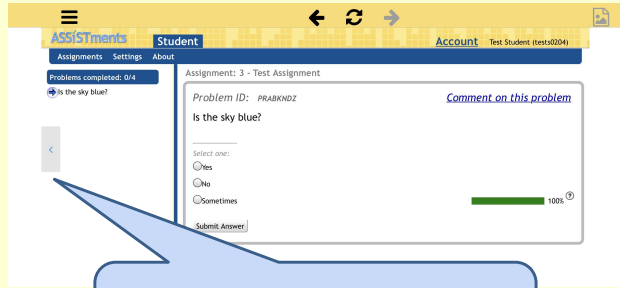 ASSiSTments
Student
Account Test Student (tests0204)
Assignments Settings About
Problems completed: 0/4
Is the sky blue?
Assignment: 3 - Test Assignment
Problem ID: PRABKNDZ Comment on this problem
Is the sky blue?
Select one:
Yes
No
Sometimes
100% ?
Submit Answer